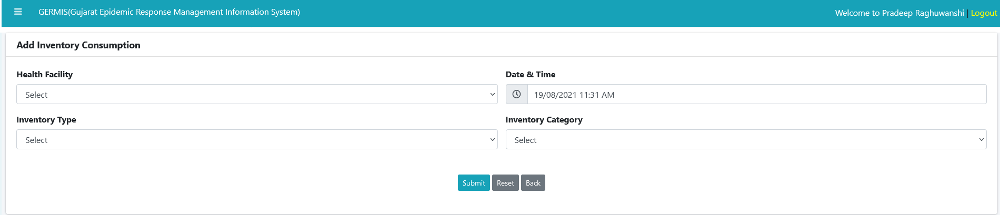 GERMIS(Gujarat Epidemic Response Management Information System)
Welcome to Pradeep Raghuwanshi | Logout
Add Inventory Consumption
Health Facility
Date & Time
Select
19/08/2021 11:31 AM
Inventory Type
Inventory Category
Select
Select
Submit
Reset
Back